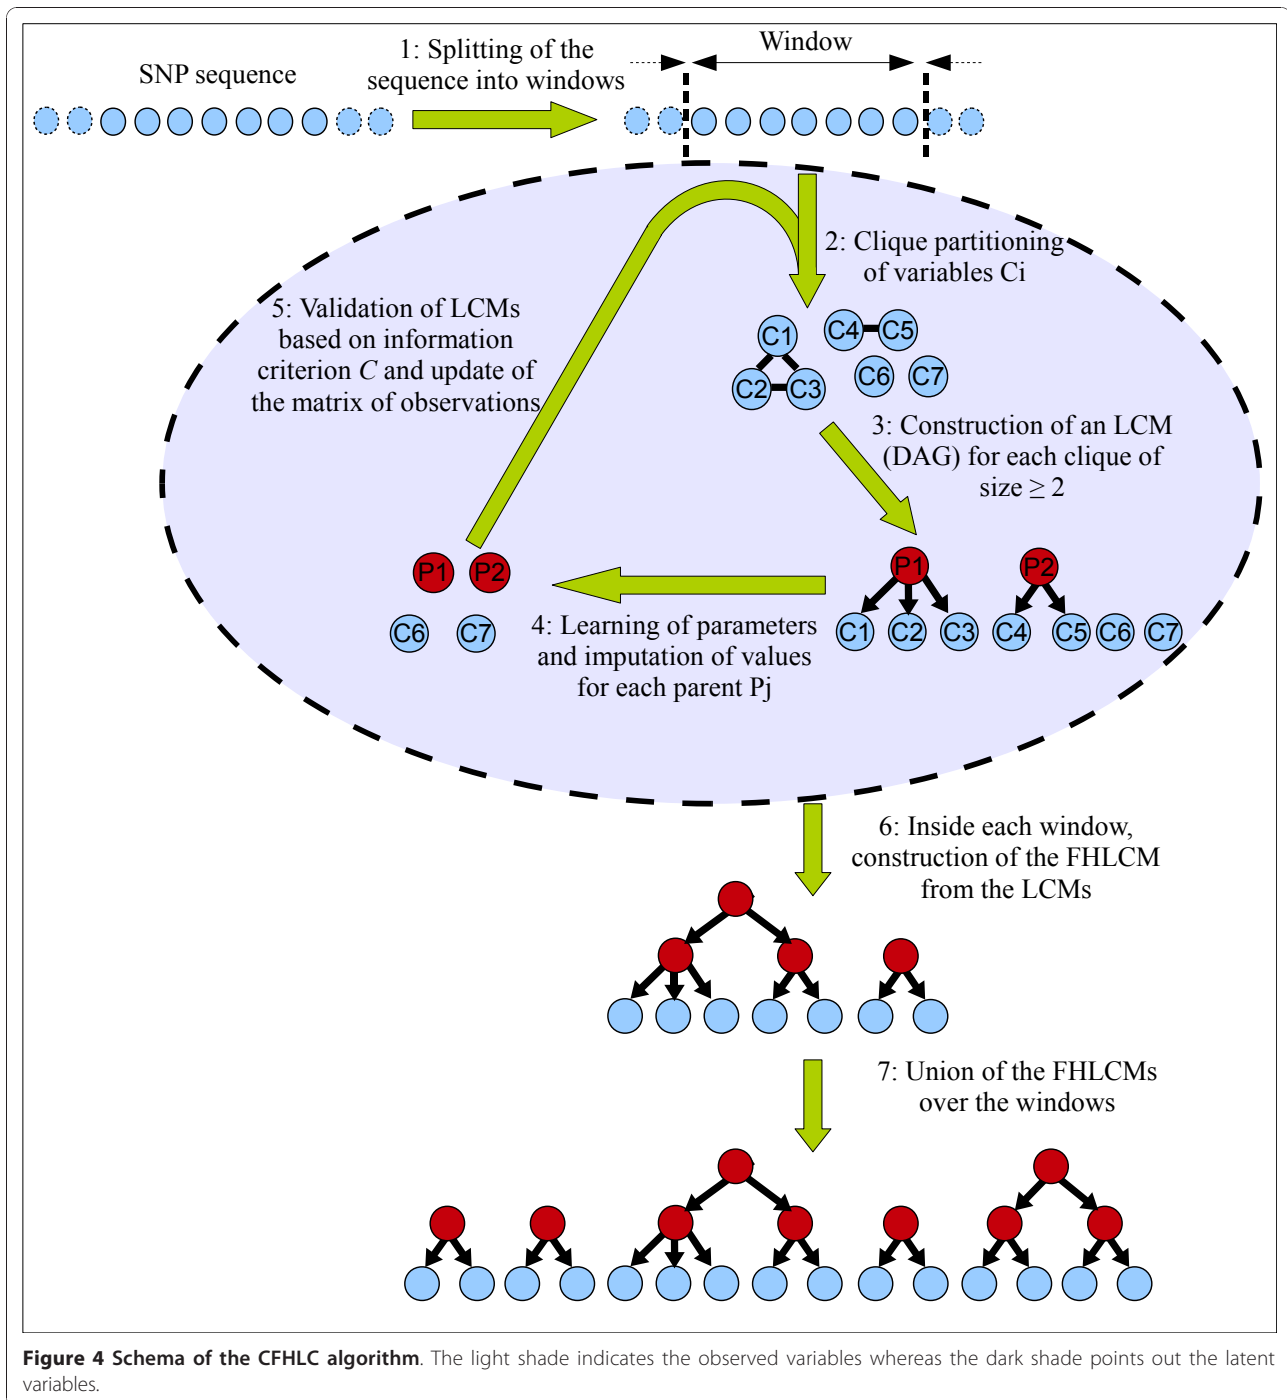 SNP sequence
1: Splitting of the
sequence into windows
Window
2: Clique partitioning
of variables Ci
C1
C4 C5
C2 C3
C6 C7
5: Validation of LCMs
based on information
criterion C and update of
the matrix of observations
3: Construction of an LCM
(DAG) for each clique of
size ≥ 2
P1 P2
C6 C7
P1 P2
C1 C2 C3 C4 C5 C6 C7
4: Learning of parameters
and imputation of values
for each parent Pj
6: Inside each window,
construction of the FHLCM
from the LCMs
7: Union of the FHLCMs
over the windows
Figure 4 Schema of the CFHLC algorithm. The light shade indicates the observed variables whereas the dark shade points out the latent
variables.